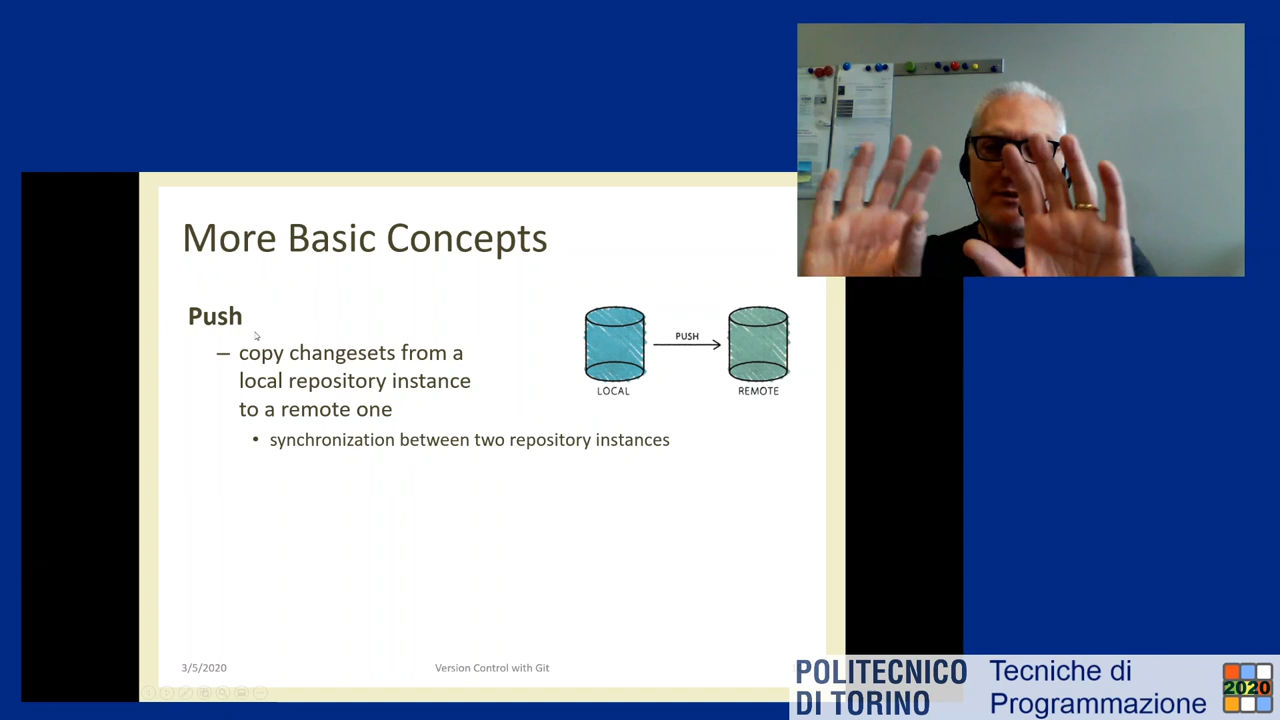 More Basic Concepts
Push
– copy changesets from a
local repository instance
to a remote one
• synchronization between two repository instances
PUSH
LOCAL
REMOTE
3/5/2020
Version Control with Git
POLITECNICO
DI TORINO
Tecniche di
Programmazione
2020